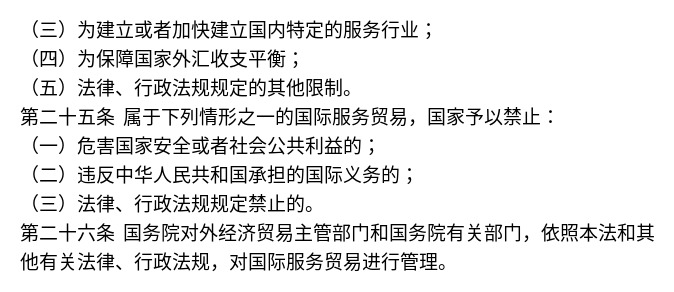 （三）为建立或者加快建立国内特定的服务行业；
（四）为保障国家外汇收支平衡；
（五）法律、行政法规规定的其他限制。
第二十五条 属于下列情形之一的国际服务贸易，国家予以禁止：
（一）危害国家安全或者社会公共利益的；
（二）违反中华人民共和国承担的国际义务的；
（三）法律、行政法规规定禁止的。
第二十六条 国务院对外经济贸易主管部门和国务院有关部门，依照本法和其
他有关法律、行政法规，对国际服务贸易进行管理。